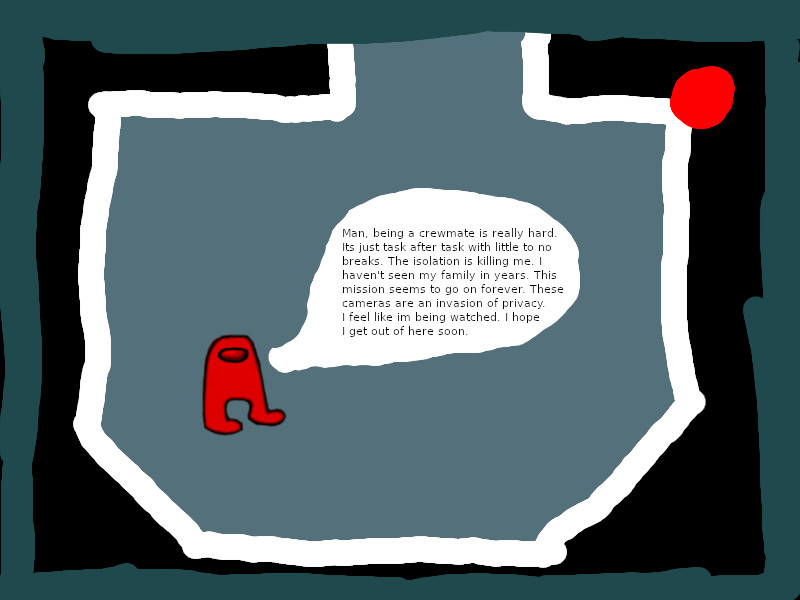 Man, being a crewmate is really hard.
Its just task after task with little to no
breaks. The isolation is killing me. I
haven't seen my family in years. This
mission seems to go on forever. These
cameras are an invasion of privacy.
I feel like im being watched. I hope
I get out of here soon.